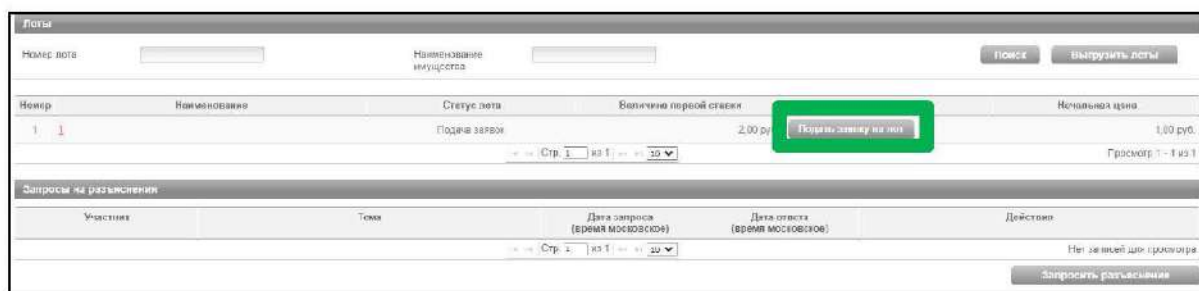 Лоты
Номер лота Наименование имущества Поиск Выгрузить лоты
Номер Наименование Статус лота Величина первой ставки Начальная цена
1 1 Подача заявок 2,00 ру Подать заявку на лот 1,00 руб.
Стр. 1 из 1 10 Просмотр 1 - 1 из 1
Запросы на разъяснения
Участник Тема Дата запроса (время московское) Дата ответа (время московское) Действия
Стр. 1 из 1 10 Нет записей для просмотра
Запросить разъяснения